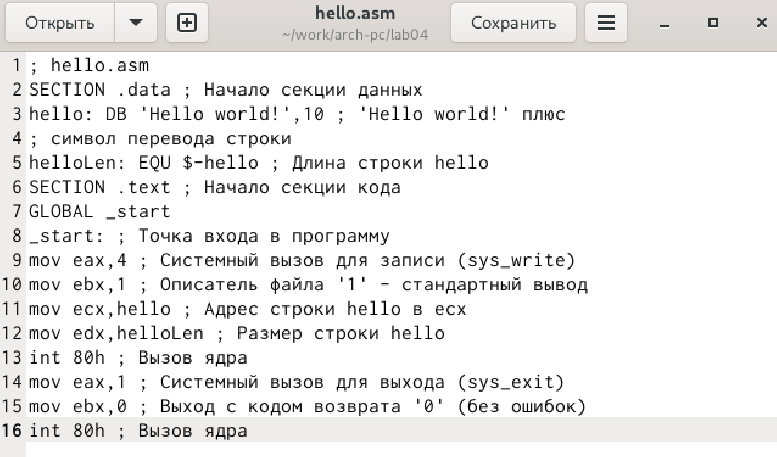 Открыть
hello.asm
~/work/arch-pc/lab04
Сохранить
1 ; hello.asm
2 SECTION .data ; Начало секции данных
3 hello: DB 'Hello world!',10 ; 'Hello world!' плюс
4 ; символ перевода строки
5 helloLen: EQU $-hello ; Длина строки hello
6 SECTION .text ; Начало секции кода
7 GLOBAL _start
8 _start: ; Точка входа в программу
9 mov eax,4 ; Системный вызов для записи (sys_write)
10 mov ebx,1 ; Описатель файла '1' - стандартный вывод
11 mov ecx,hello ; Адрес строки hello в ecx
12 mov edx,helloLen ; Размер строки hello
13 int 80h ; Вызов ядра
14 mov eax,1 ; Системный вызов для выхода (sys_exit)
15 mov ebx,0 ; Выход с кодом возврата '0' (без ошибок)
16 int 80h ; Вызов ядра